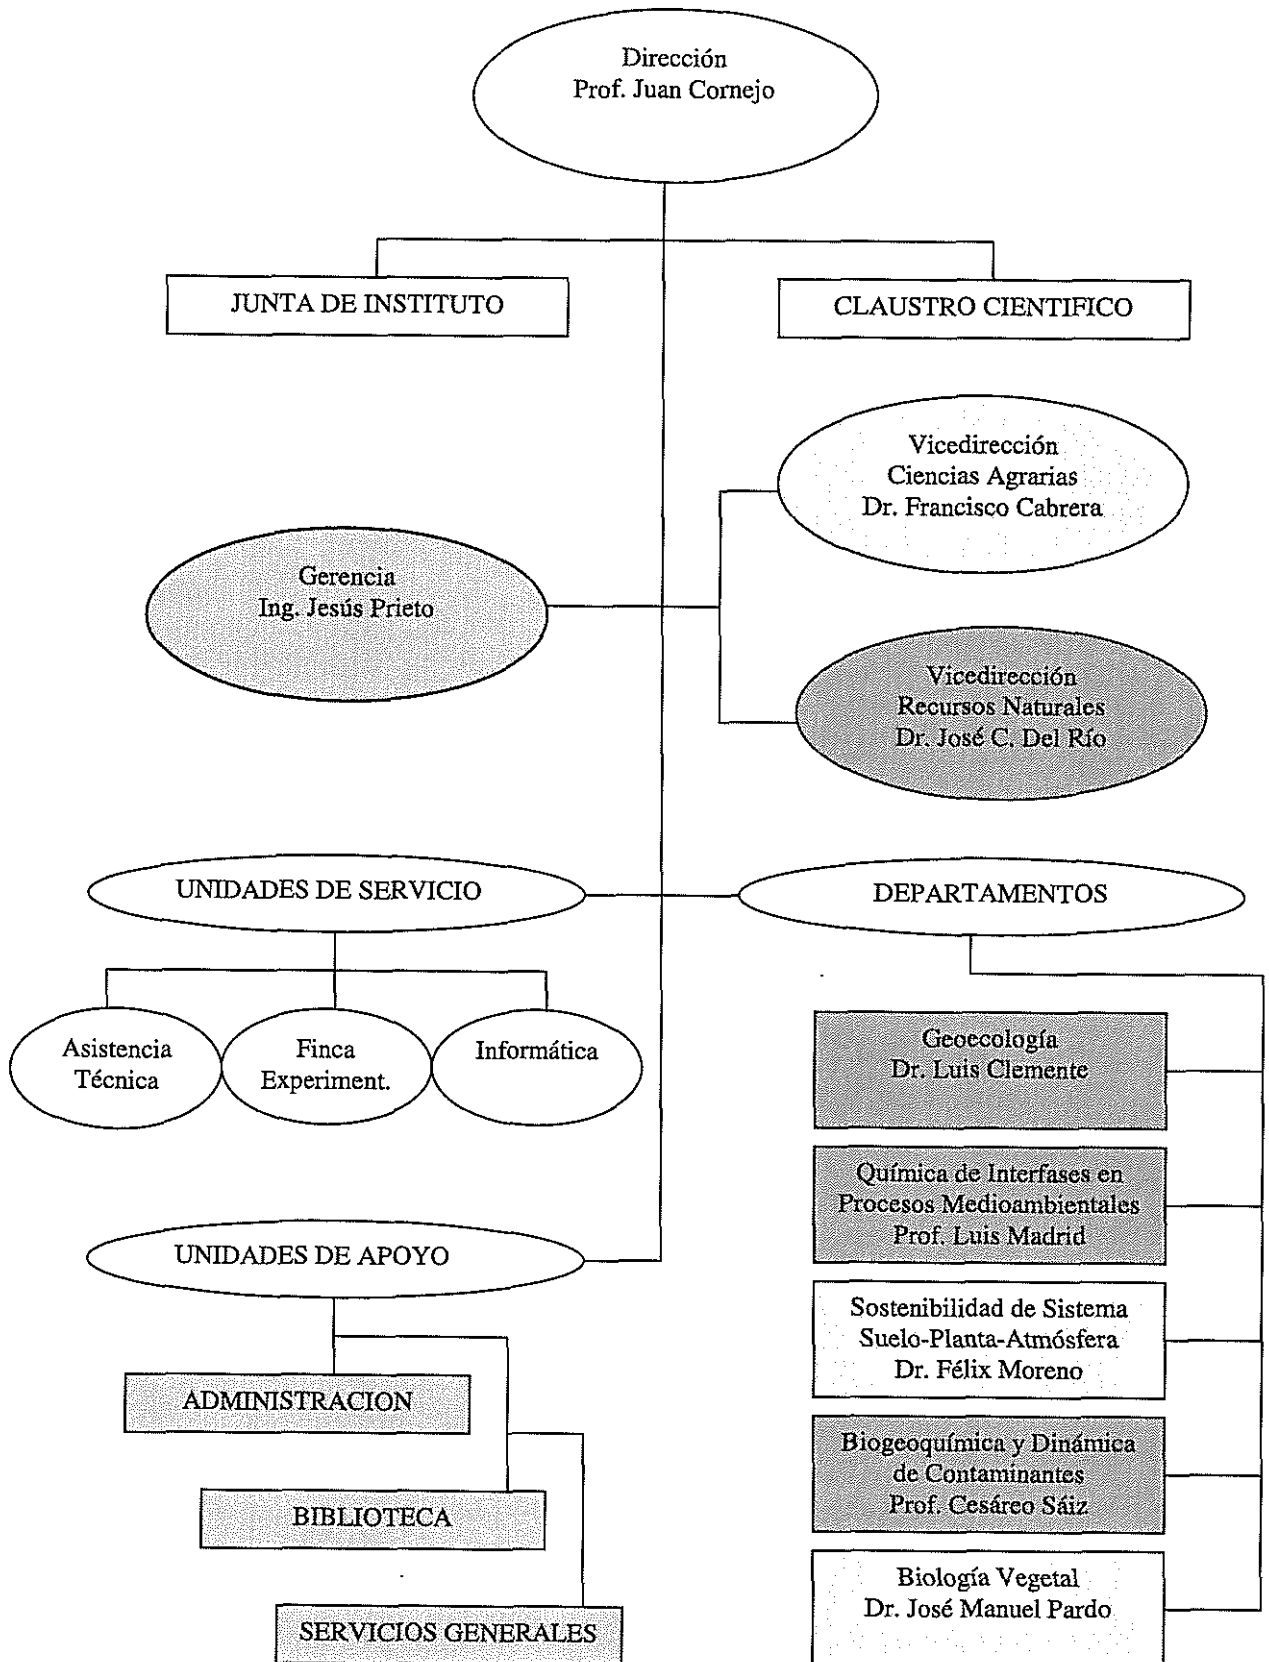 Dirección
Prof. Juan Cornejo
JUNTA DE INSTITUTO
CLAUSTRO CIENTIFICO
Vicedirección
Ciencias Agrarias
Dr. Francisco Cabrera
Gerencia
Ing. Jesús Prieto
Vicedirección
Recursos Naturales
Dr. José C. Del Río
UNIDADES DE SERVICIO
DEPARTAMENTOS
Asistencia
Técnica
Finca
Experiment.
Informática
Geoecología
Dr. Luis Clemente
Química de Interfases en
Procesos Medioambientales
Prof. Luis Madrid
UNIDADES DE APOYO
Sostenibilidad de Sistema
Suelo-Planta-Atmósfera
Dr. Félix Moreno
ADMINISTRACION
Biogeoquímica y Dinámica
de Contaminantes
Prof. Cesáreo Sáiz
BIBLIOTECA
Biología Vegetal
Dr. José Manuel Pardo
SERVICIOS GENERALES